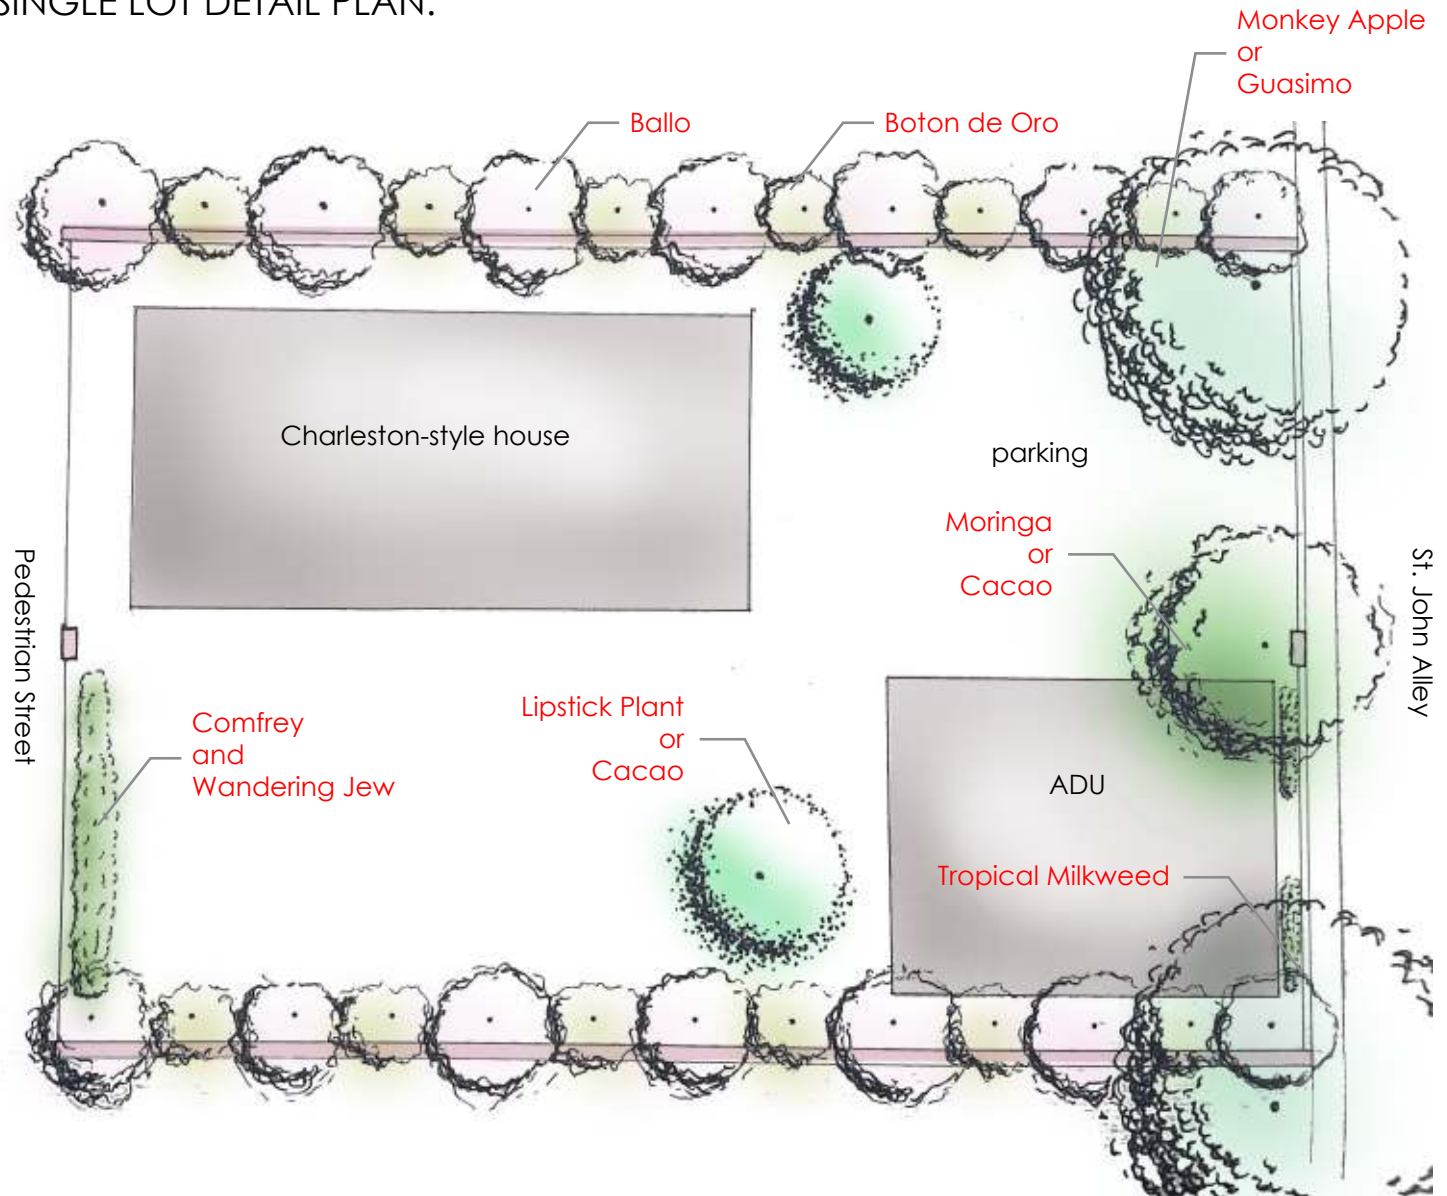 SINGLE LOT DETAIL PLAN:
Monkey Apple
or
Guasimo
Ballo
Boton de Oro
Charleston-style house
parking
Moringa
or
Cacao
Pedestrian Street
St. John Alley
Comfrey
and
Wandering Jew
Lipstick Plant
or
Cacao
ADU
Tropical Milkweed